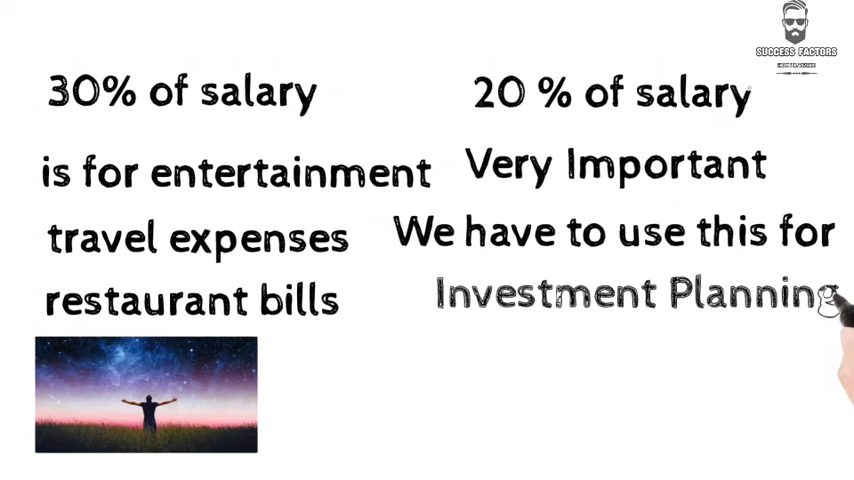 SUCCESS FACTORS
30% of salary
is for entertainment
travel expenses
restaurant bills
20 % of salary
Very Important
We have to use this for
Investment Planning